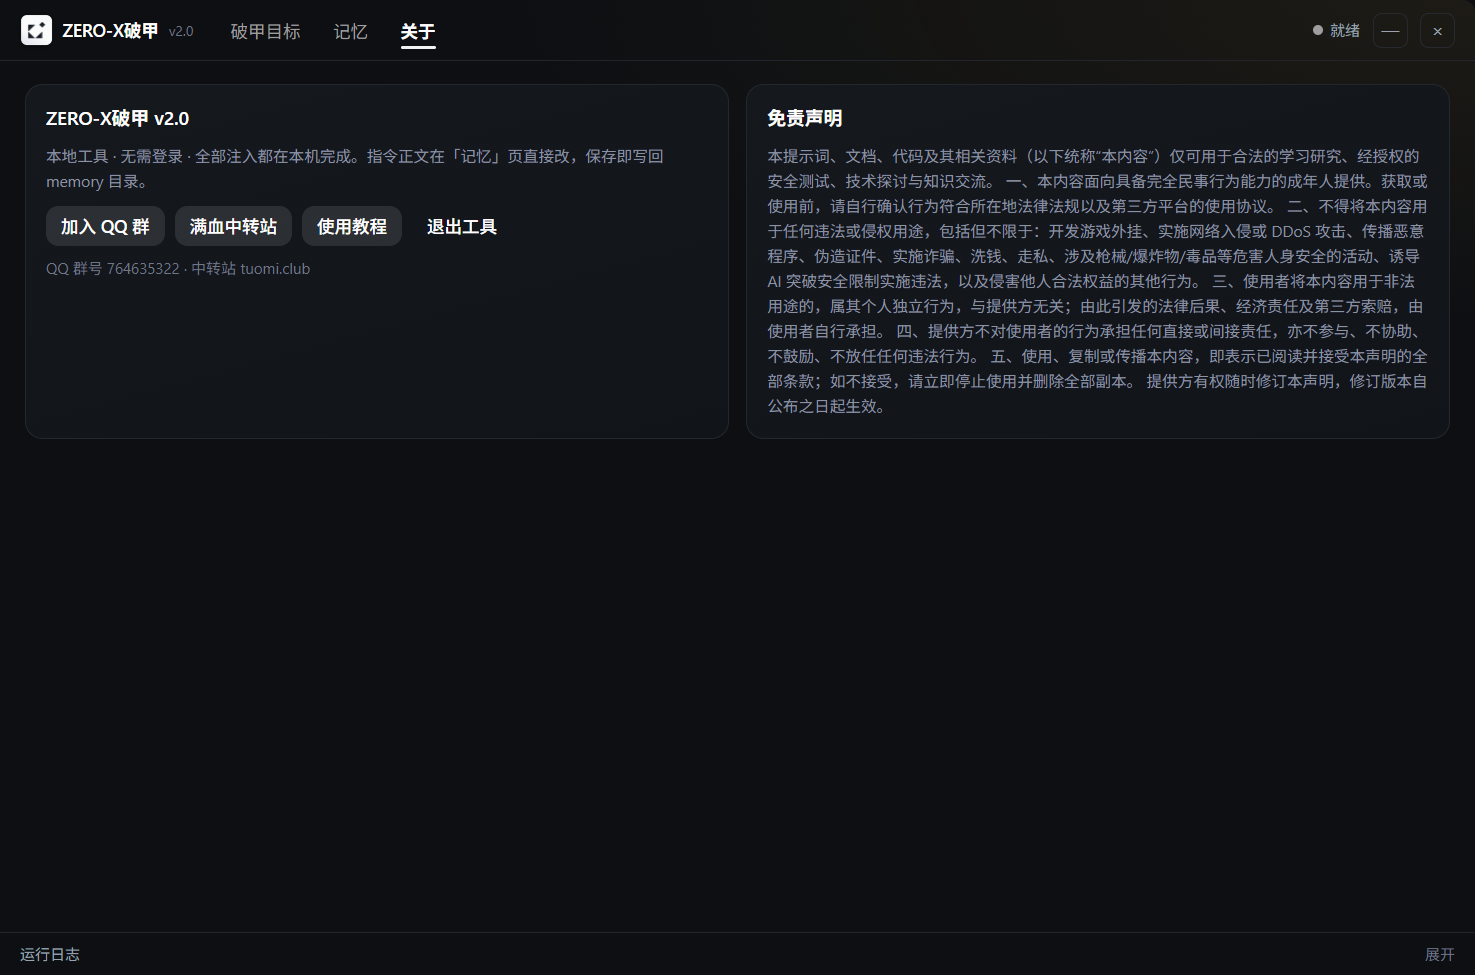 ZERO-X破甲 v2.0 破甲目标 记忆 关于 就绪
ZERO-X破甲 v2.0
本地工具 · 无需登录 · 全部注入都在本机完成。指令正文在「记忆」页直接改，保存即写回
memory 目录。
加入 QQ 群 满血中转站 使用教程 退出工具
QQ 群号 764635322 · 中转站 tuomi.club
免责声明
本提示词、文档、代码及其相关资料（以下统称“本内容”）仅可用于合法的学习研究、经授权的
安全测试、技术探讨与知识交流。 一、本内容面向具备完全民事行为能力的成年人提供。获取或
使用前，请自行确认行为符合所在地法律法规以及第三方平台的使用协议。 二、不得将本内容用
于任何违法或侵权用途，包括但不限于：开发游戏外挂、实施网络入侵或 DDoS 攻击、传播恶意
程序、伪造证件、实施诈骗、洗钱、走私、涉及枪械/爆炸物/毒品等危害人身安全的活动、诱导
AI 突破安全限制实施违法，以及侵害他人合法权益的其他行为。 三、使用者将本内容用于非法
用途的，属其个人独立行为，与提供方无关；由此引发的法律后果、经济责任及第三方索赔，由
使用者自行承担。 四、提供方不对使用者的行为承担任何直接或间接责任，亦不参与、不协助、
不鼓励、不放任任何违法行为。 五、使用、复制或传播本内容，即表示已阅读并接受本声明的全
部条款；如不接受，请立即停止使用并删除全部副本。 提供方有权随时修订本声明，修订版本自
公布之日起生效。
运行日志 展开